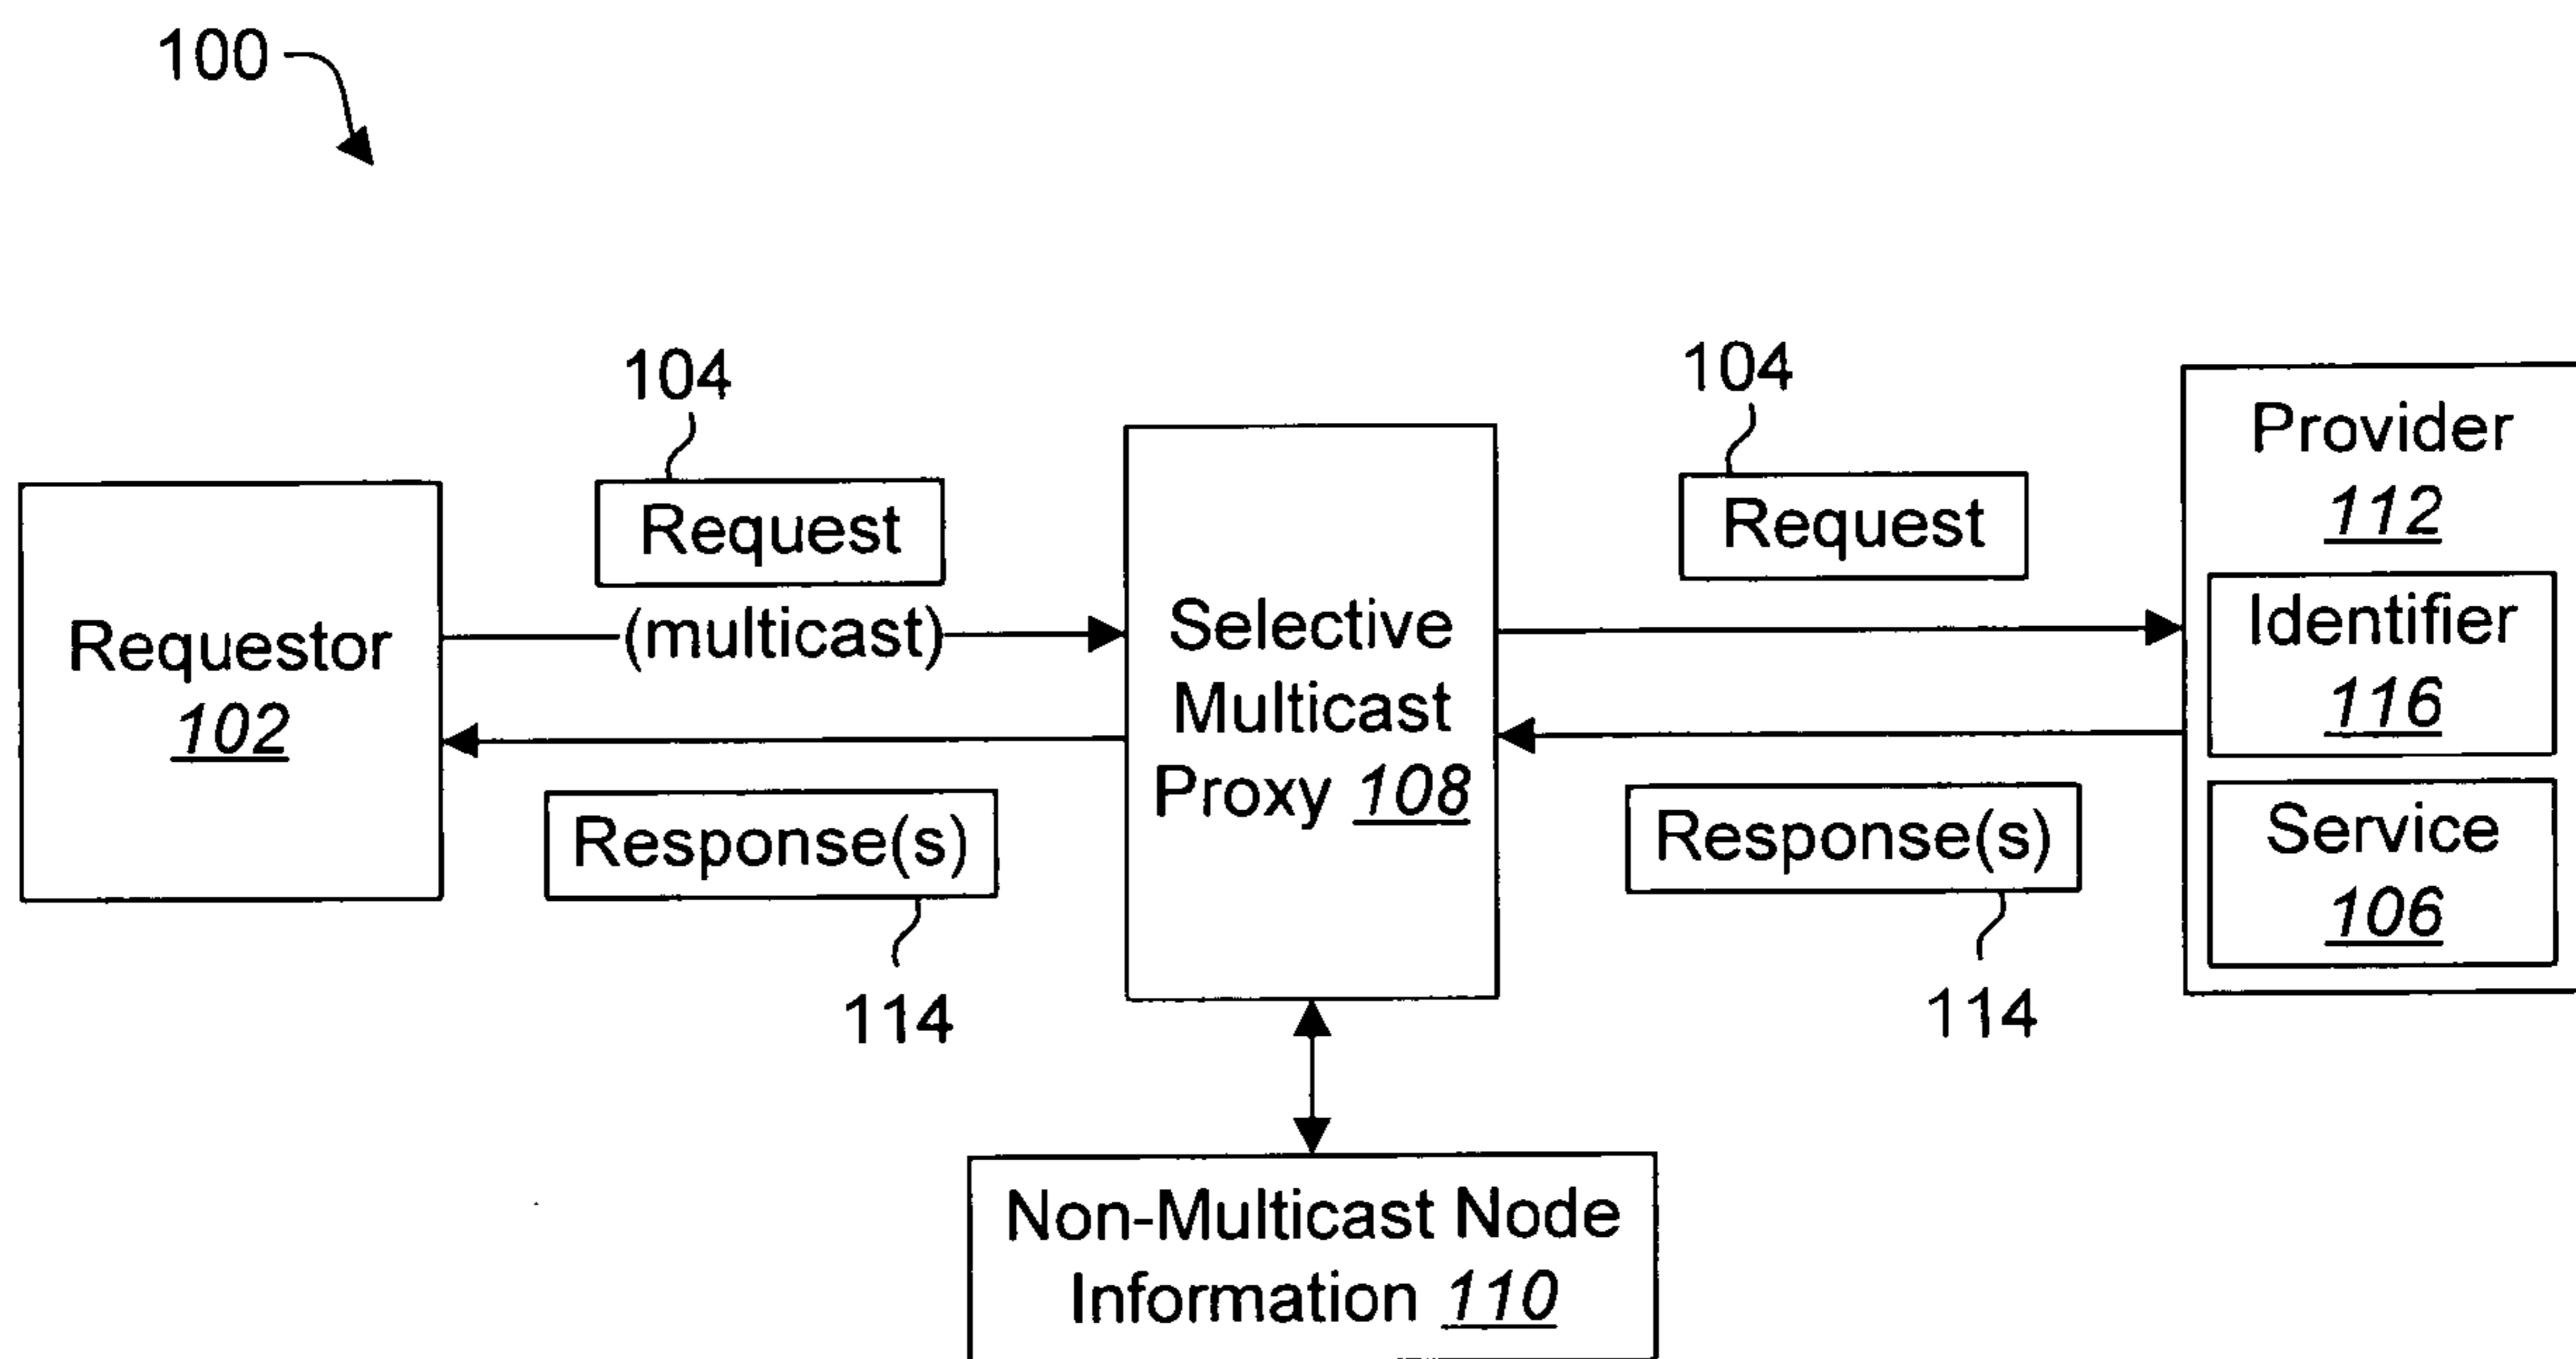 100
104
104
Requestor
102
Request
(multicast)
Response(s)
114
Selective
Multicast
Proxy 108
Request
Response(s)
114
Provider
112
Identifier
116
Service
106
Non-Multicast Node
Information 110